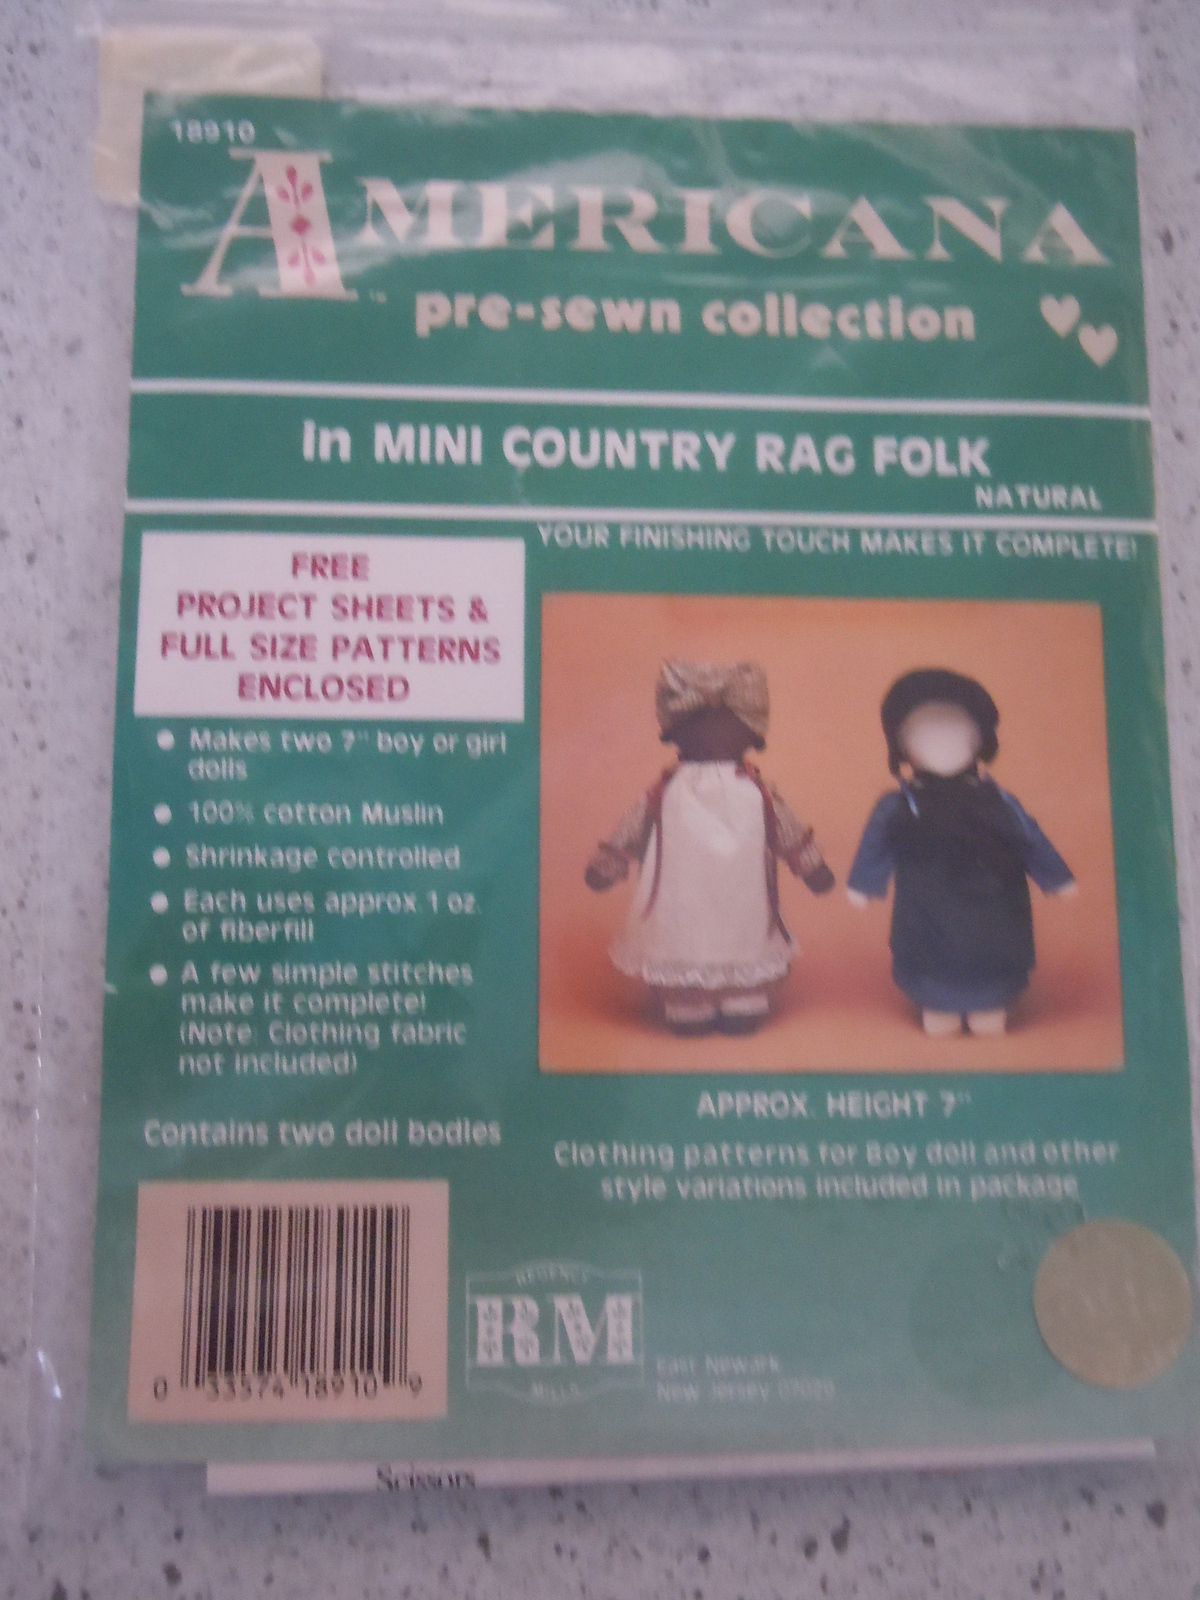 18910
AMERICANA
™
pre-sewn collection
in MINI COUNTRY RAG FOLK
NATURAL
YOUR FINISHING TOUCH MAKES IT COMPLETE!
FREE
PROJECT SHEETS &
FULL SIZE PATTERNS
ENCLOSED
● Makes two 7" boy or girl
dolls
● 100% cotton Muslin
● Shrinkage controlled
● Each uses approx. 1 oz.
of fiberfill
● A few simple stitches
make it complete!
(Note: Clothing fabric
not included)
Contains two doll bodies
APPROX. HEIGHT 7"
Clothing patterns for Boy doll and other
style variations included in package
0 33574 18910 9
REGENCY
RM
MILLS
East Newark
New Jersey 07029
Scissors